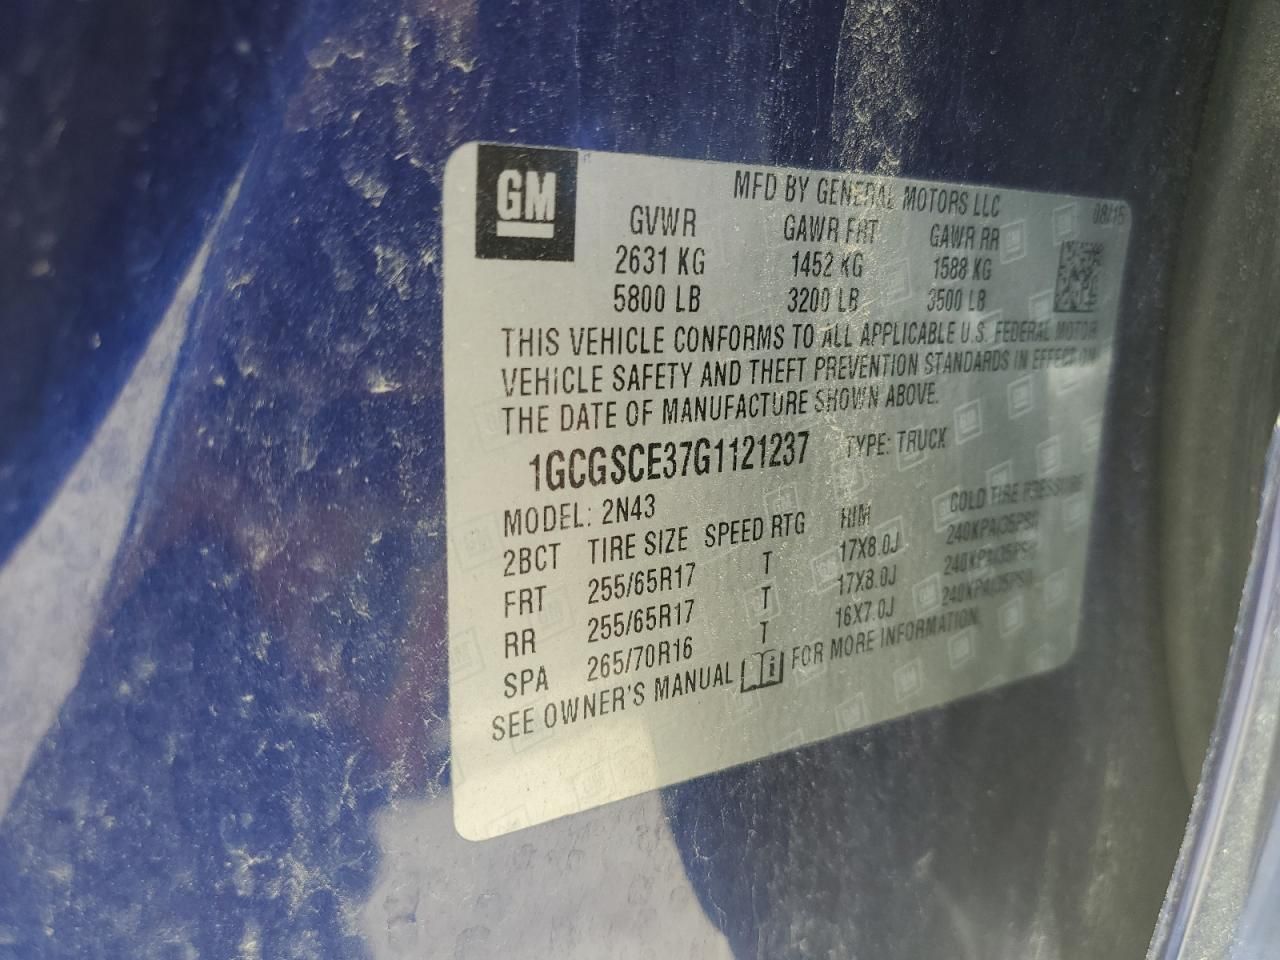 GM
MFD BY GENERAL MOTORS LLC
08/15
GVWR GAWR FRT GAWR RR
2631 KG 1452 KG 1588 KG
5800 LB 3200 LB 3500 LB
THIS VEHICLE CONFORMS TO ALL APPLICABLE U.S. FEDERAL MOTOR
VEHICLE SAFETY AND THEFT PREVENTION STANDARDS IN EFFECT ON
THE DATE OF MANUFACTURE SHOWN ABOVE.
1GCGSCE37G1121237 TYPE: TRUCK
MODEL: 2N43
2BCT TIRE SIZE SPEED RTG RIM COLD TIRE PRESSURE
FRT 255/65R17 T 17X8.0J 240KPA(35PSI)
RR 255/65R17 T 17X8.0J 240KPA(35PSI)
SPA 265/70R16 T 16X7.0J 240KPA(35PSI)
SEE OWNER'S MANUAL FOR MORE INFORMATION.